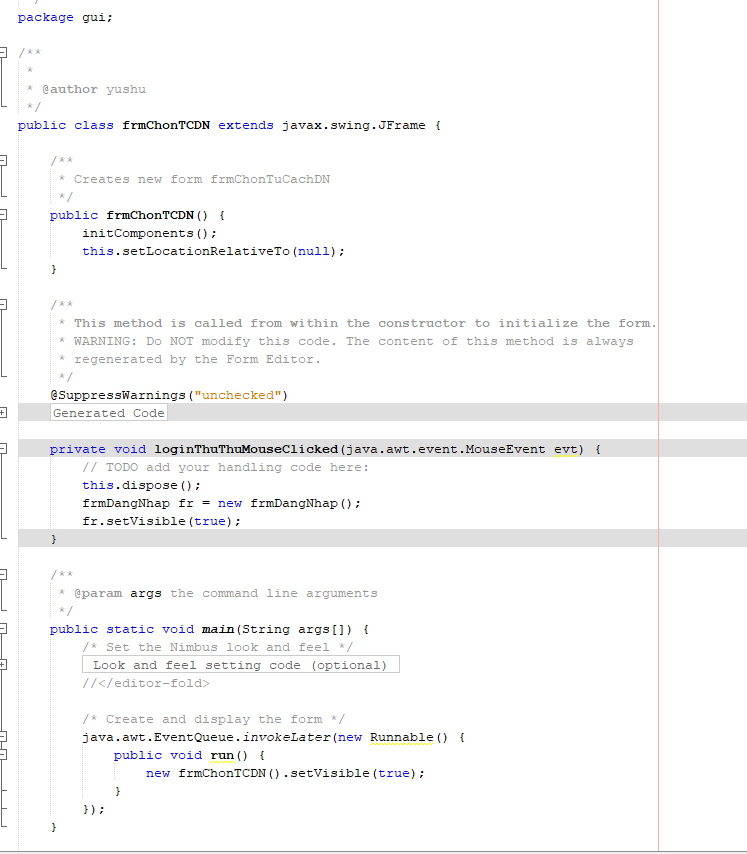 */
package gui;
/**
*
* @author yushu
*/
public class frmChonTCDN extends javax.swing.JFrame {
/**
* Creates new form frmChonTuCachDN
*/
public frmChonTCDN() {
initComponents();
this.setLocationRelativeTo(null);
}
/**
* This method is called from within the constructor to initialize the form.
* WARNING: Do NOT modify this code. The content of this method is always
* regenerated by the Form Editor.
*/
@SuppressWarnings("unchecked")
Generated Code
private void loginThuThuMouseClicked(java.awt.event.MouseEvent evt) {
// TODO add your handling code here:
this.dispose();
frmDangNhap fr = new frmDangNhap();
fr.setVisible(true);
}
/**
* @param args the command line arguments
*/
public static void main(String args[]) {
/* Set the Nimbus look and feel */
Look and feel setting code (optional)
//</editor-fold>
/* Create and display the form */
java.awt.EventQueue.invokeLater(new Runnable() {
public void run() {
new frmChonTCDN().setVisible(true);
}
});
}